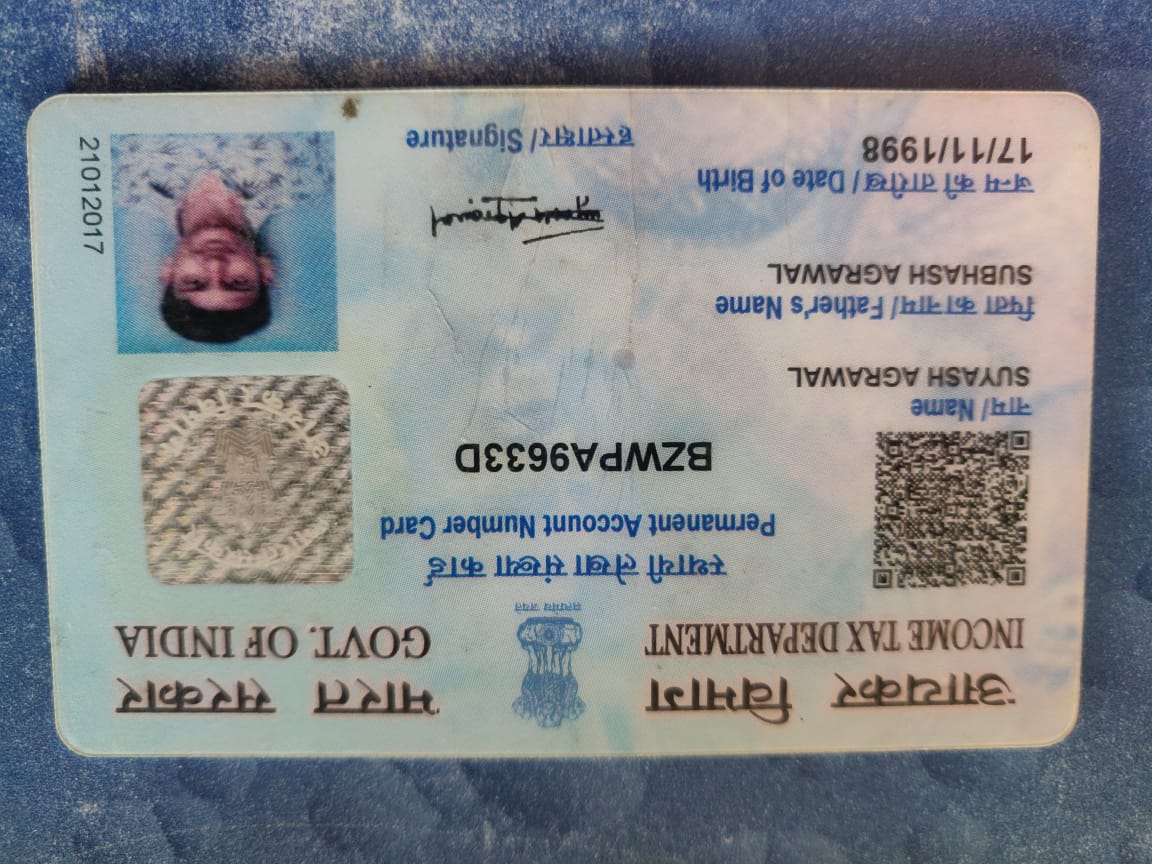 आयकर विभाग
INCOME TAX DEPARTMENT
सत्यमेव जयते
भारत सरकार
GOVT. OF INDIA
स्थायी लेखा संख्या कार्ड
Permanent Account Number Card
BZWPA9633D
नाम/ Name
SUYASH AGRAWAL
पिता का नाम/ Father's Name
SUBHASH AGRAWAL
जन्म की तारीख/ Date of Birth
17/11/1998
हस्ताक्षर/ Signature
21012017